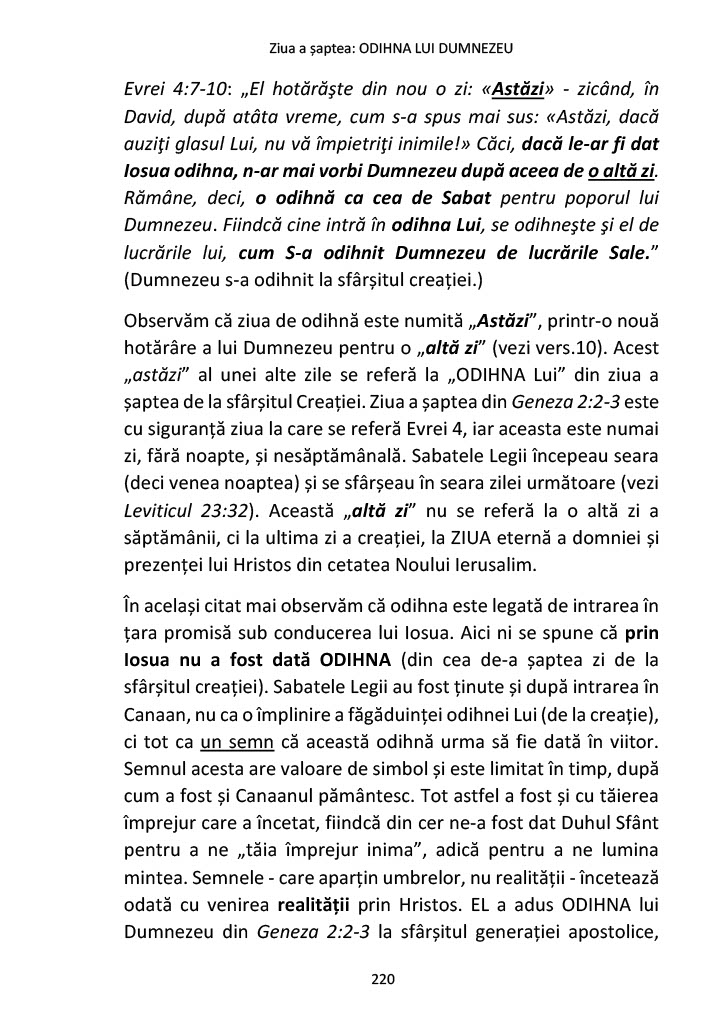 Ziua a șaptea: ODIHNA LUI DUMNEZEU
Evrei 4:7-10: „El hotărăşte din nou o zi: «Astăzi» - zicând, în
David, după atâta vreme, cum s-a spus mai sus: «Astăzi, dacă
auziţi glasul Lui, nu vă împietriţi inimile!» Căci, dacă le-ar fi dat
Iosua odihna, n-ar mai vorbi Dumnezeu după aceea de o altă zi.
Rămâne, deci, o odihnă ca cea de Sabat pentru poporul lui
Dumnezeu. Fiindcă cine intră în odihna Lui, se odihneşte şi el de
lucrările lui, cum S-a odihnit Dumnezeu de lucrările Sale.”
(Dumnezeu s-a odihnit la sfârșitul creației.)
Observăm că ziua de odihnă este numită „Astăzi”, printr-o nouă
hotărâre a lui Dumnezeu pentru o „altă zi” (vezi vers.10). Acest
„astăzi” al unei alte zile se referă la „ODIHNA Lui” din ziua a
șaptea de la sfârșitul Creației. Ziua a șaptea din Geneza 2:2-3 este
cu siguranță ziua la care se referă Evrei 4, iar aceasta este numai
zi, fără noapte, și nesăptămânală. Sabatele Legii începeau seara
(deci venea noaptea) și se sfârșeau în seara zilei următoare (vezi
Leviticul 23:32). Această „altă zi” nu se referă la o altă zi a
săptămânii, ci la ultima zi a creației, la ZIUA eternă a domniei și
prezenței lui Hristos din cetatea Noului Ierusalim.
În același citat mai observăm că odihna este legată de intrarea în
țara promisă sub conducerea lui Iosua. Aici ni se spune că prin
Iosua nu a fost dată ODIHNA (din cea de-a șaptea zi de la
sfârșitul creației). Sabatele Legii au fost ținute și după intrarea în
Canaan, nu ca o împlinire a făgăduinței odihnei Lui (de la creație),
ci tot ca un semn că această odihnă urma să fie dată în viitor.
Semnul acesta are valoare de simbol și este limitat în timp, după
cum a fost și Canaanul pământesc. Tot astfel a fost și cu tăierea
împrejur care a încetat, fiindcă din cer ne-a fost dat Duhul Sfânt
pentru a ne „tăia împrejur inima”, adică pentru a ne lumina
mintea. Semnele - care aparțin umbrelor, nu realității - încetează
odată cu venirea realității prin Hristos. EL a adus ODIHNA lui
Dumnezeu din Geneza 2:2-3 la sfârșitul generației apostolice,
220